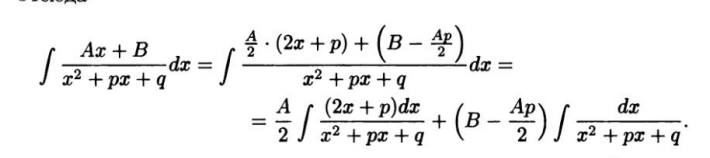 ∫ (Ax + B)/(x² + px + q) dx = ∫ (A/2 · (2x + p) + (B − Ap/2))/(x² + px + q) dx =
= A/2 ∫ (2x + p)dx/(x² + px + q) + (B − Ap/2) ∫ dx/(x² + px + q).